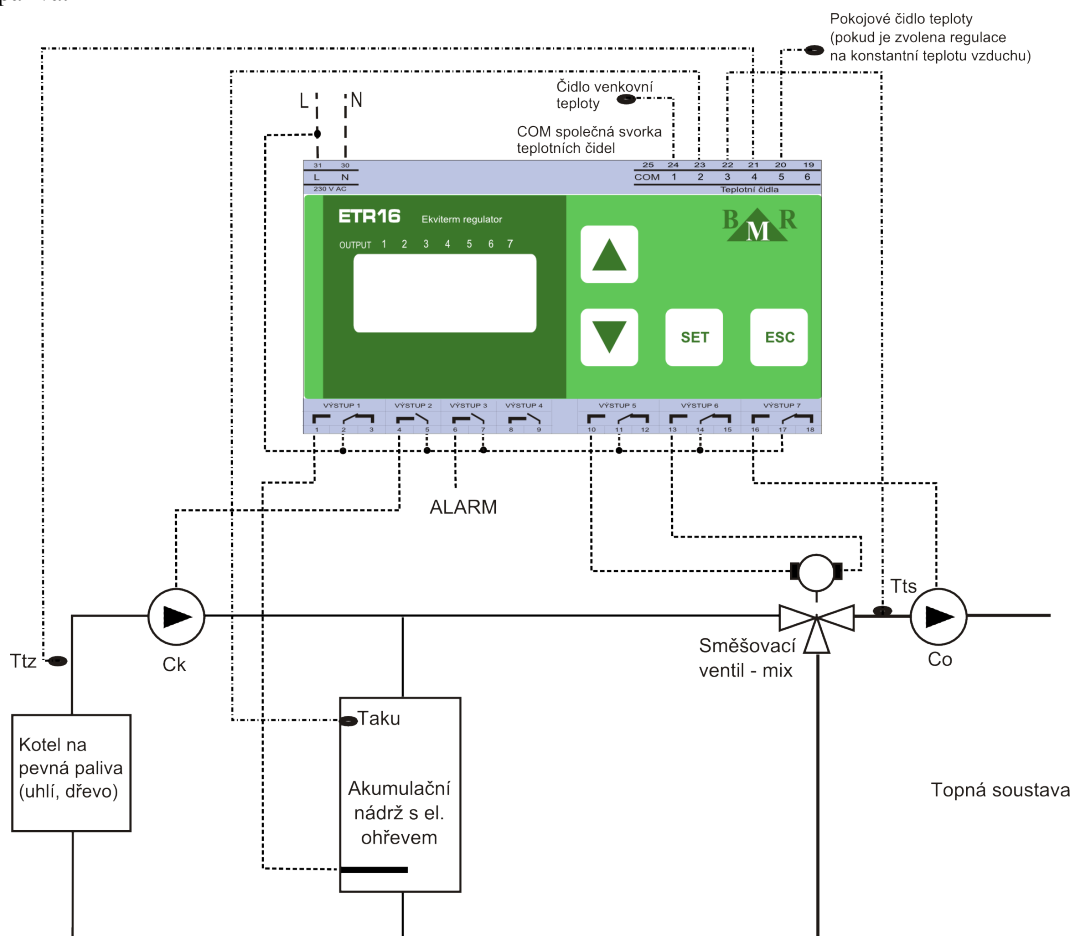 Pokojové čidlo teploty
(pokud je zvolena regulace
na konstantní teplotu vzduchu)
Čidlo venkovní
teploty
L N
COM společná svorka
teplotních čidel
31 30
L N
230 V AC
25 24 23 22 21 20 19
COM 1 2 3 4 5 6
Teplotní čidla
ETR16 Ekviterm regulator
OUTPUT 1 2 3 4 5 6 7
B M R
SET ESC
VÝSTUP 1 VÝSTUP 2 VÝSTUP 3 VÝSTUP 4 VÝSTUP 5 VÝSTUP 6 VÝSTUP 7
1 2 3 4 5 6 7 8 9 10 11 12 13 14 15 16 17 18
ALARM
Tts
Ttz
Ck
Směšovací
ventil - mix
Co
Taku
Kotel na
pevná paliva
(uhlí, dřevo)
Akumulační
nádrž s el.
ohřevem
Topná soustava